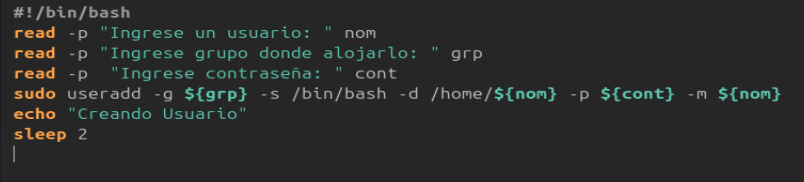 #!/bin/bash
read -p "Ingrese un usuario: " nom
read -p "Ingrese grupo donde alojarlo: " grp
read -p  "Ingrese contraseña: " cont
sudo useradd -g ${grp} -s /bin/bash -d /home/${nom} -p ${cont} -m ${nom}
echo "Creando Usuario"
sleep 2